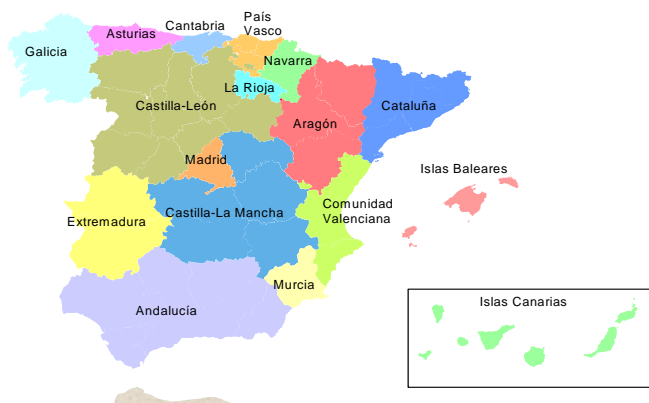 País
Vasco
Cantabria
Asturias
Galicia
Navarra
La Rioja
Castilla-León
Cataluña
Aragón
Madrid
Islas Baleares
Comunidad
Valenciana
Castilla-La Mancha
Extremadura
Murcia
Islas Canarias
Andalucía